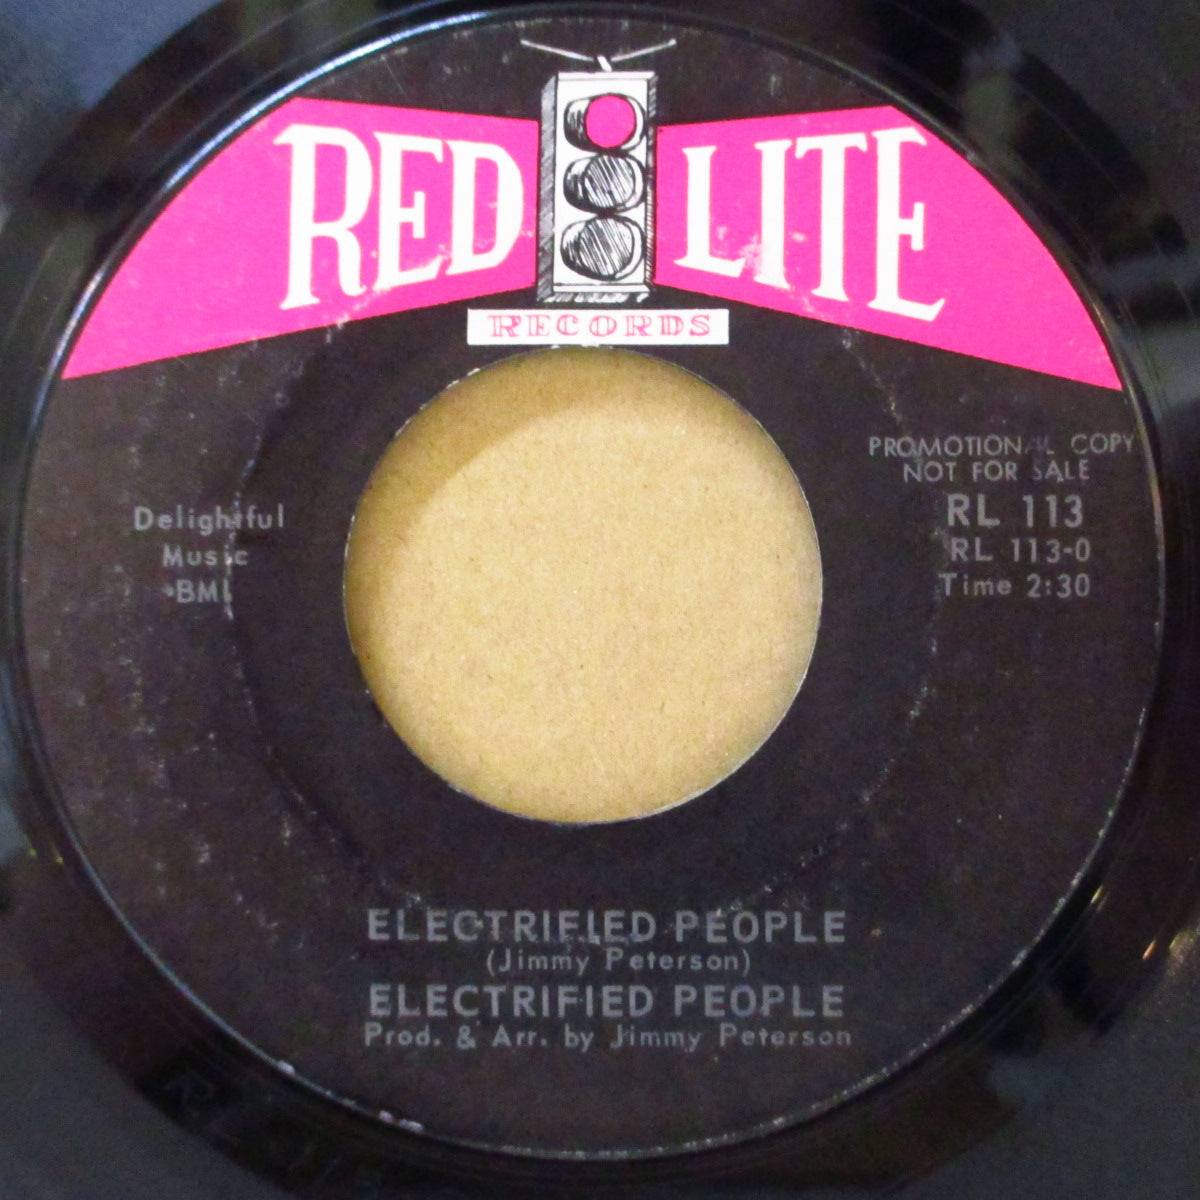 RED LITE
RECORDS
PROMOTIONAL COPY
NOT FOR SALE
RL 113
RL 113-0
Time 2:30
Delightful
Music
BMI
ELECTRIFIED PEOPLE
(Jimmy Peterson)
ELECTRIFIED PEOPLE
Prod. & Arr. by Jimmy Peterson